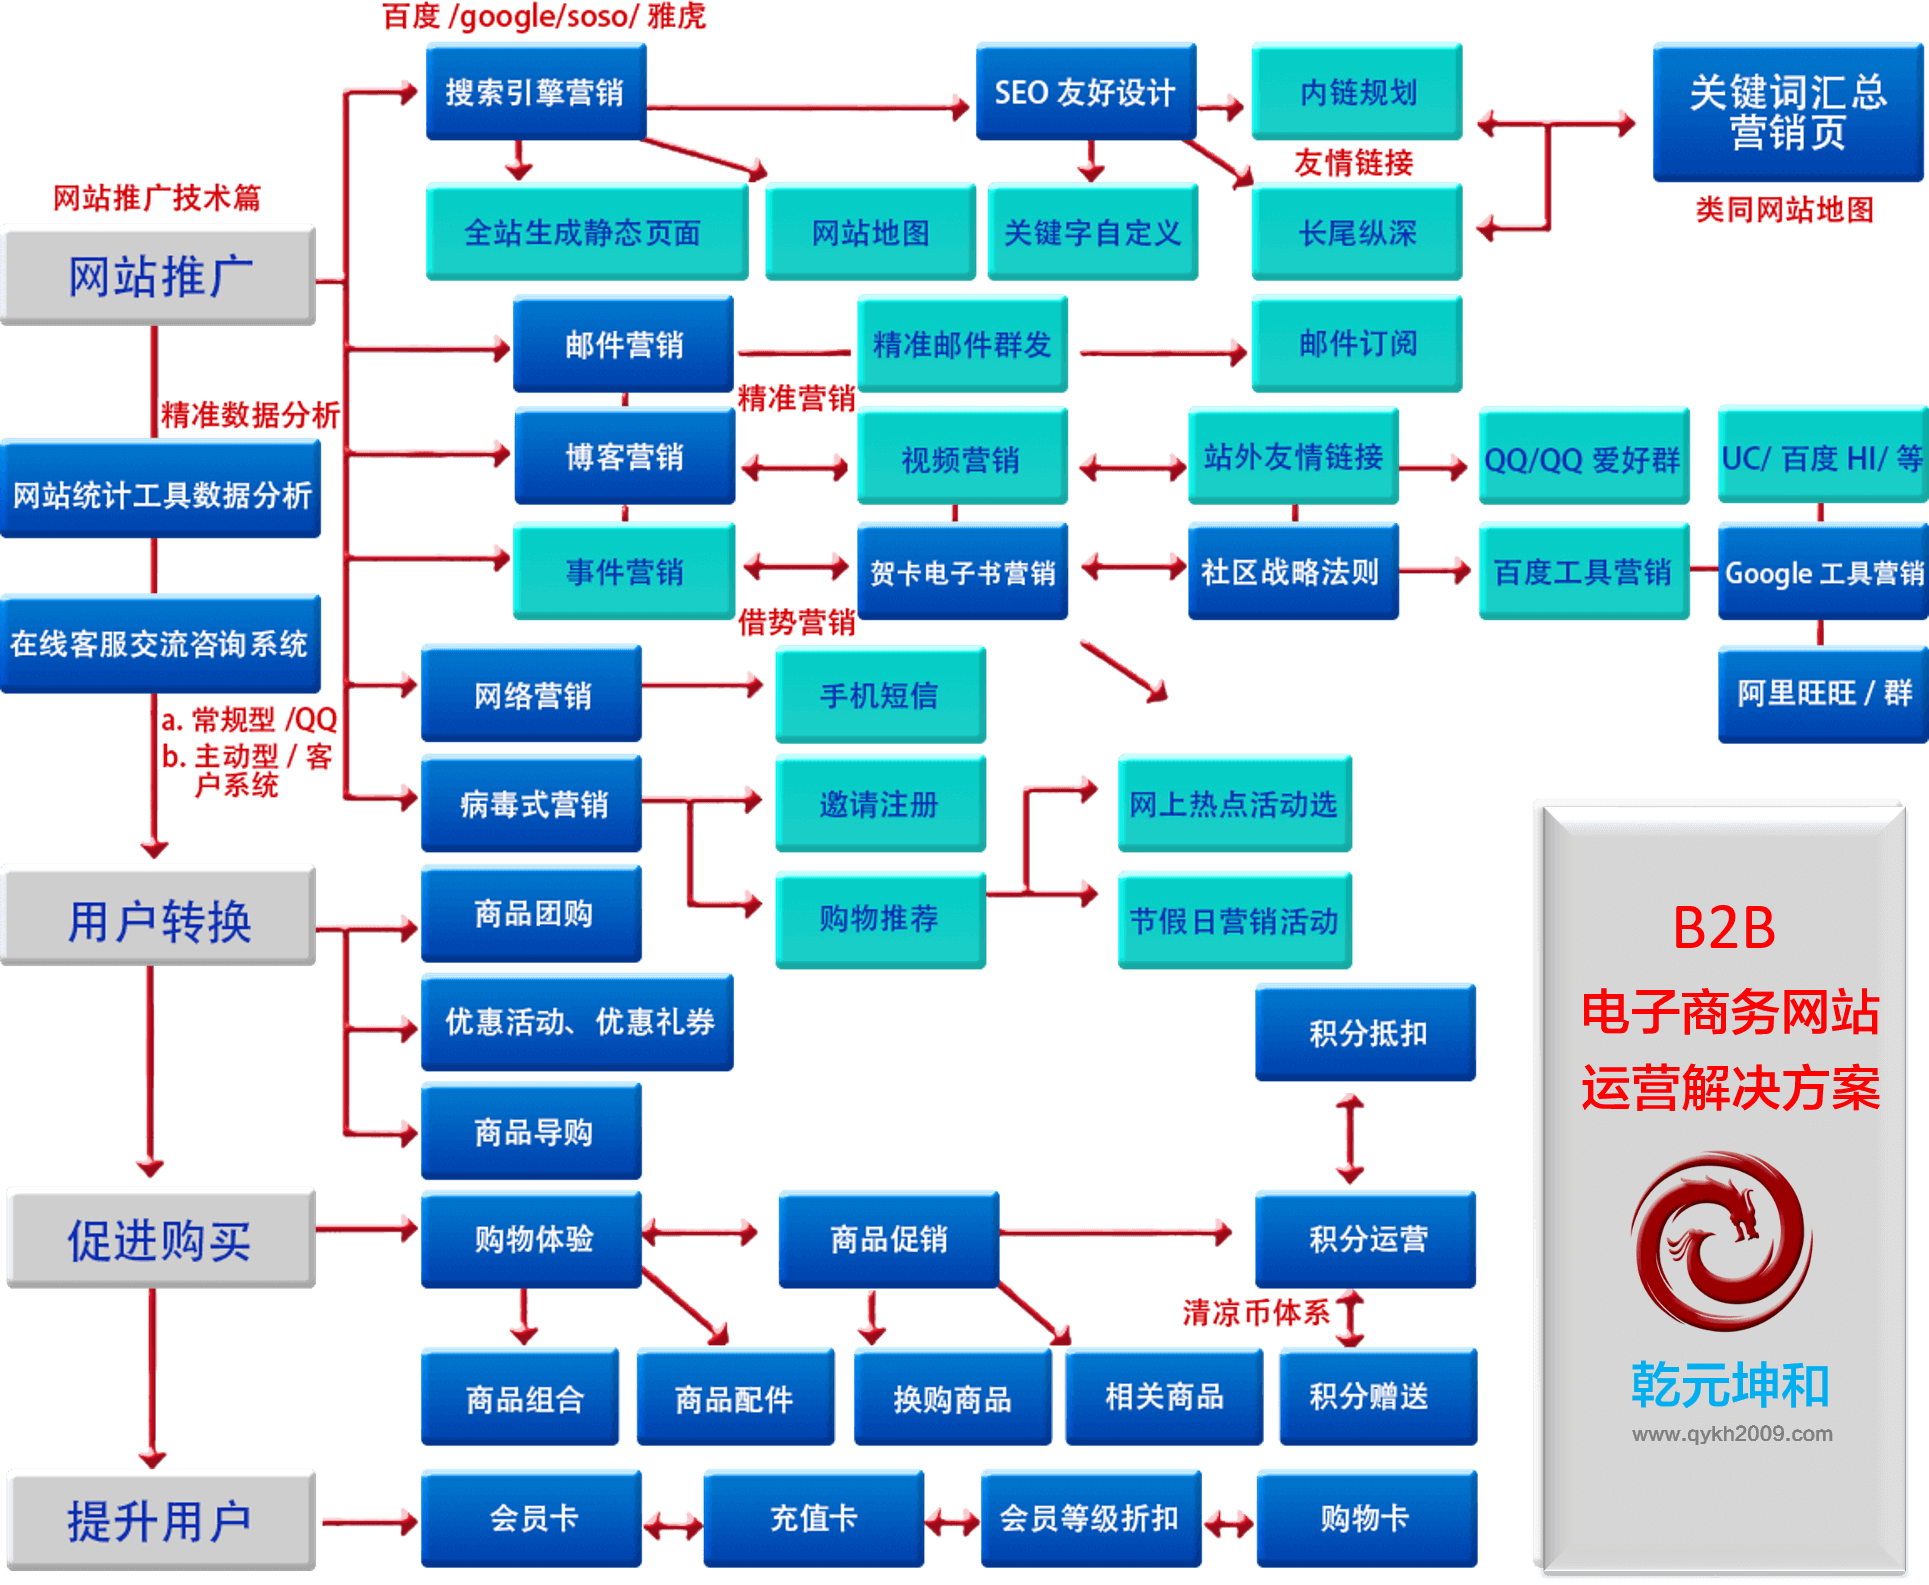 百度 /google/soso/ 雅虎
搜索引擎营销
SEO 友好设计
内链规划
关键词汇总
营销页
友情链接
类同网站地图
网站推广技术篇
全站生成静态页面
网站地图
关键字自定义
长尾纵深
网站推广
邮件营销
精准邮件群发
邮件订阅
精准营销
精准数据分析
博客营销
视频营销
站外友情链接
QQ/QQ 爱好群
UC/ 百度 HI/ 等
网站统计工具数据分析
事件营销
贺卡电子书营销
社区战略法则
百度工具营销
Google 工具营销
借势营销
在线客服交流咨询系统
网络营销
手机短信
阿里旺旺 / 群
a. 常规型 /QQ
b. 主动型 / 客
户系统
病毒式营销
邀请注册
网上热点活动选
用户转换
商品团购
购物推荐
节假日营销活动
优惠活动、优惠礼券
积分抵扣
商品导购
促进购买
购物体验
商品促销
积分运营
清凉币体系
商品组合
商品配件
换购商品
相关商品
积分赠送
提升用户
会员卡
充值卡
会员等级折扣
购物卡
B2B
电子商务网站
运营解决方案
乾元坤和
www.qykh2009.com